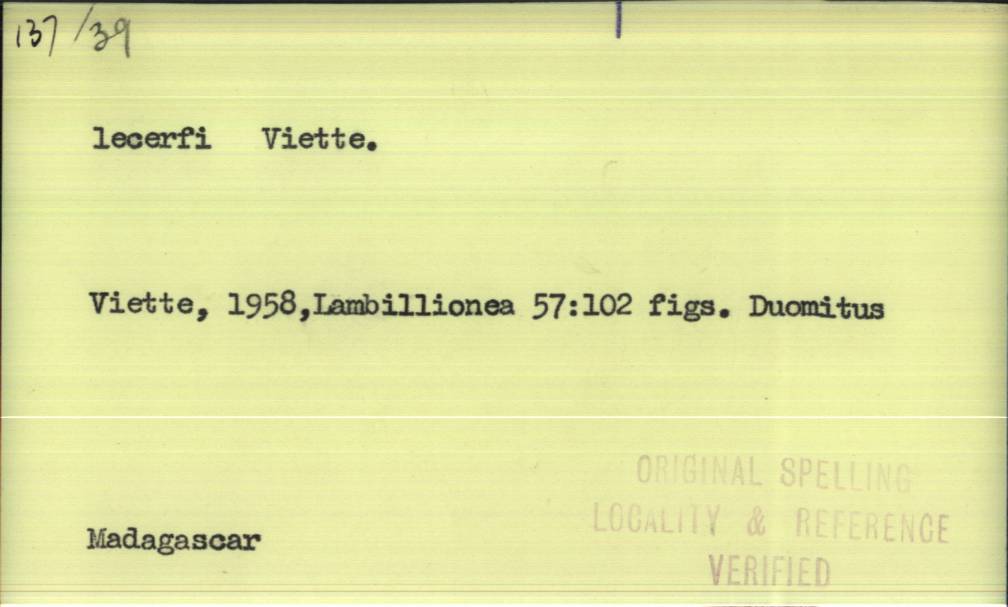 137/39
lecerfi Viette.
Viette, 1958,Lambillionea 57:102 figs. Duomitus
ORIGINAL SPELLING
LOCALITY & REFERENCE
VERIFIED
Madagascar